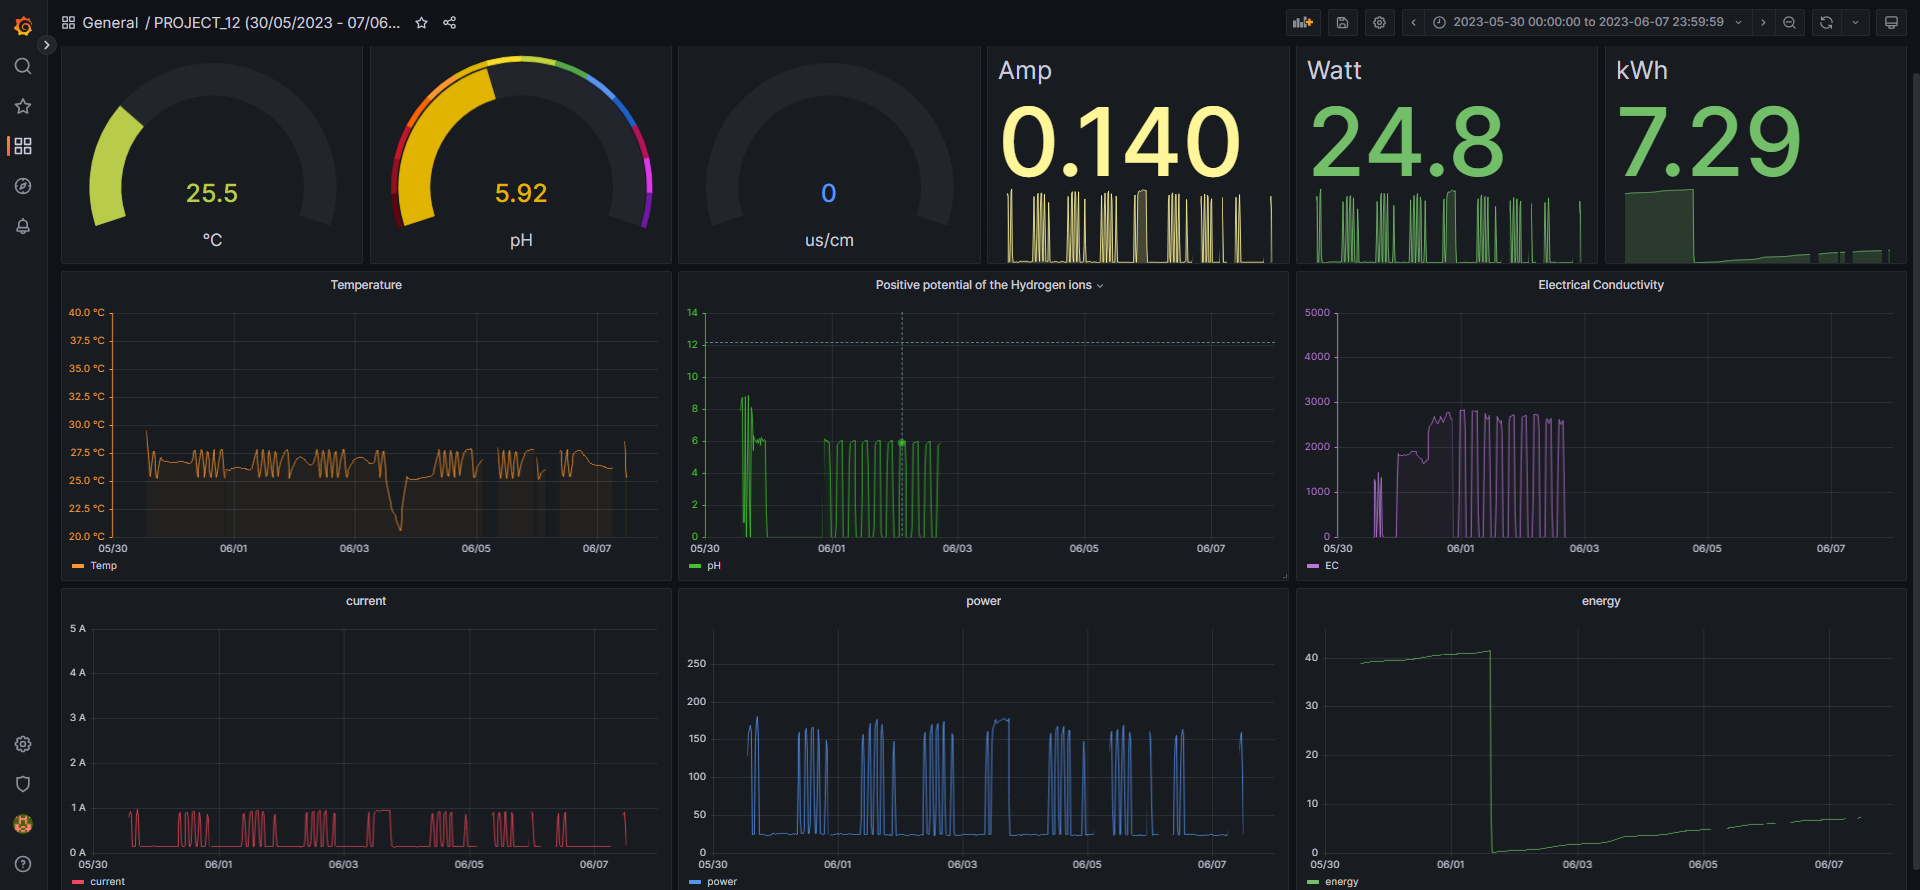 General / PROJECT_12 (30/05/2023 - 07/06...
2023-05-30 00:00:00 to 2023-06-07 23:59:59
25.5
°C
5.92
pH
0
us/cm
Amp
0.140
Watt
24.8
kWh
7.29
Temperature
40.0 °C
37.5 °C
35.0 °C
32.5 °C
30.0 °C
27.5 °C
25.0 °C
22.5 °C
20.0 °C
05/30 06/01 06/03 06/05 06/07
Temp
Positive potential of the Hydrogen ions
14
12
10
8
6
4
2
0
05/30 06/01 06/03 06/05 06/07
pH
Electrical Conductivity
5000
4000
3000
2000
1000
0
05/30 06/01 06/03 06/05 06/07
EC
current
5 A
4 A
3 A
2 A
1 A
0 A
05/30 06/01 06/03 06/05 06/07
current
power
250
200
150
100
50
0
05/30 06/01 06/03 06/05 06/07
power
energy
40
30
20
10
0
05/30 06/01 06/03 06/05 06/07
energy